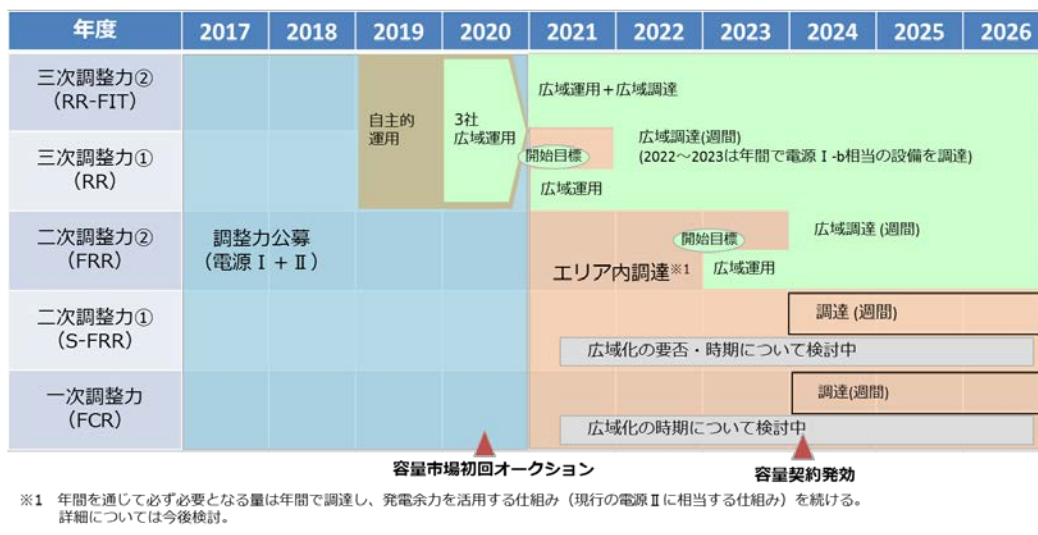 年度 2017 2018 2019 2020 2021 2022 2023 2024 2025 2026
三次調整力②
(RR-FIT)
三次調整力①
(RR)
二次調整力②
(FRR)
二次調整力①
(S-FRR)
一次調整力
(FCR)
調整力公募
(電源Ⅰ+Ⅱ)
自主的
運用
3社
広域運用
広域運用+広域調達
開始目標
広域調達(週間)
(2022～2023は年間で電源Ⅰ-b相当の設備を調達)
広域運用
開始目標
広域調達 (週間)
エリア内調達※1
広域運用
調達 (週間)
広域化の要否・時期について検討中
調達(週間)
広域化の時期について検討中
容量市場初回オークション
容量契約発効
※1 年間を通じて必ず必要となる量は年間で調達し、発電余力を活用する仕組み（現行の電源Ⅱに相当する仕組み）を続ける。
詳細については今後検討。